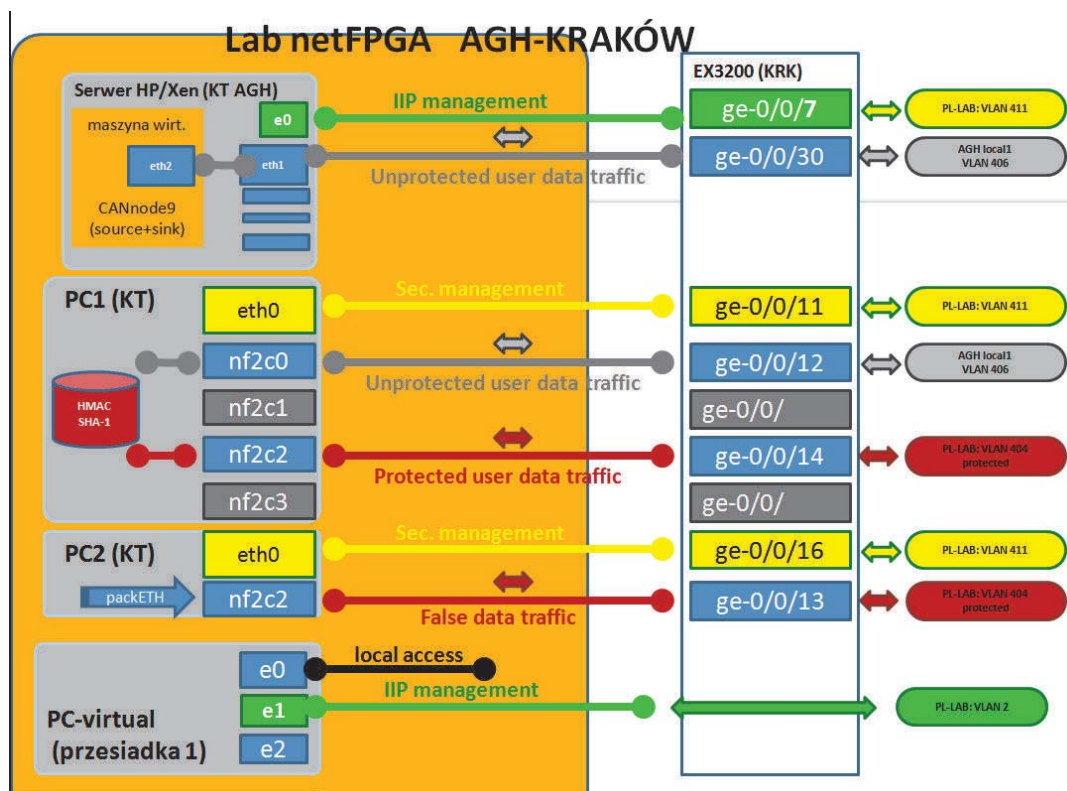 Lab netFPGA AGH-KRAKÓW
Serwer HP/Xen (KT AGH)
maszyna wirt.
eth2
CANnode9
(source+sink)
e0
eth1
IIP management
Unprotected user data traffic
EX3200 (KRK)
ge-0/0/7
PL-LAB: VLAN 411
ge-0/0/30
AGH local1
VLAN 406
PC1 (KT)
HMAC
SHA-1
eth0
nf2c0
nf2c1
nf2c2
nf2c3
Sec. management
Unprotected user data traffic
Protected user data traffic
ge-0/0/11
PL-LAB: VLAN 411
ge-0/0/12
AGH local1
VLAN 406
ge-0/0/
ge-0/0/14
PL-LAB: VLAN 404
protected
ge-0/0/
PC2 (KT)
packETH
eth0
nf2c2
Sec. management
False data traffic
ge-0/0/16
PL-LAB: VLAN 411
ge-0/0/13
PL-LAB: VLAN 404
protected
PC-virtual
(przesiadka 1)
e0
e1
e2
local access
IIP management
PL-LAB: VLAN 2